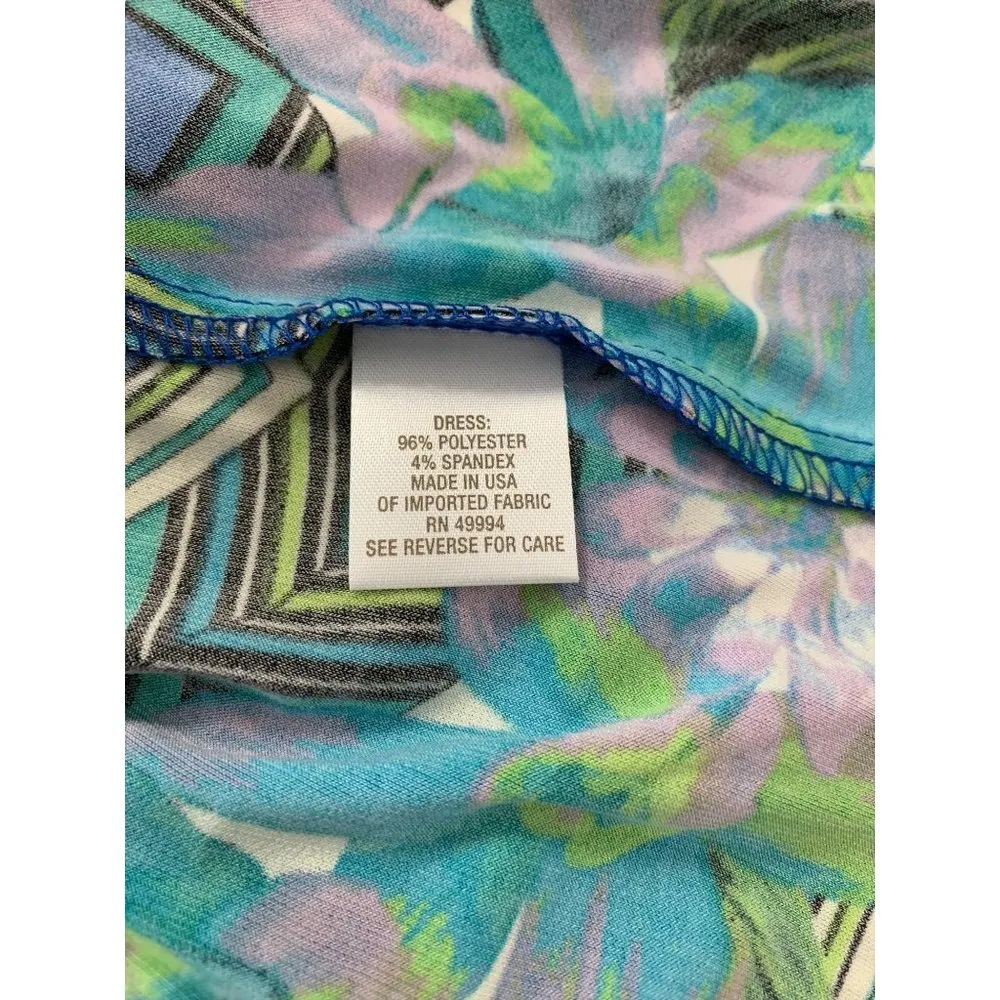 DRESS:
96% POLYESTER
4% SPANDEX
MADE IN USA
OF IMPORTED FABRIC
RN 49994
SEE REVERSE FOR CARE